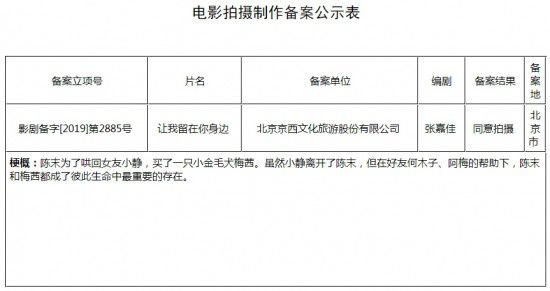 电影拍摄制作备案公示表
备案立项号 片名 备案单位 编剧 备案结果 备案地
影剧备字[2019]第2885号 让我留在你身边 北京京西文化旅游股份有限公司 张嘉佳 同意拍摄 北京市
梗概：陈末为了哄回女友小静，买了一只小金毛犬梅茜。虽然小静离开了陈末，但在好友何木子、阿梅的帮助下，陈末
和梅茜都成了彼此生命中最重要的存在。